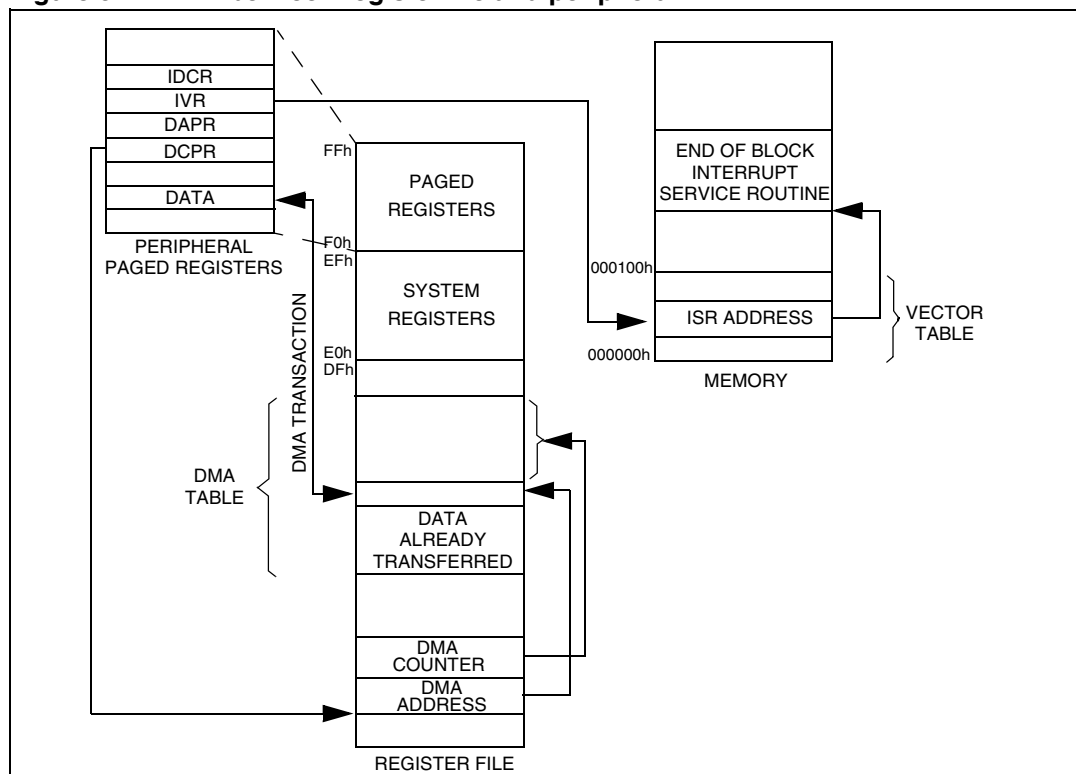 IDCR
IVR
DAPR
DCPR
DATA
PERIPHERAL
PAGED REGISTERS
FFh
PAGED
REGISTERS
F0h
EFh
SYSTEM
REGISTERS
E0h
DFh
DMA TRANSACTION
DMA
TABLE
DATA
ALREADY
TRANSFERRED
DMA
COUNTER
DMA
ADDRESS
REGISTER FILE
END OF BLOCK
INTERRUPT
SERVICE ROUTINE
000100h
ISR ADDRESS
000000h
MEMORY
VECTOR
TABLE